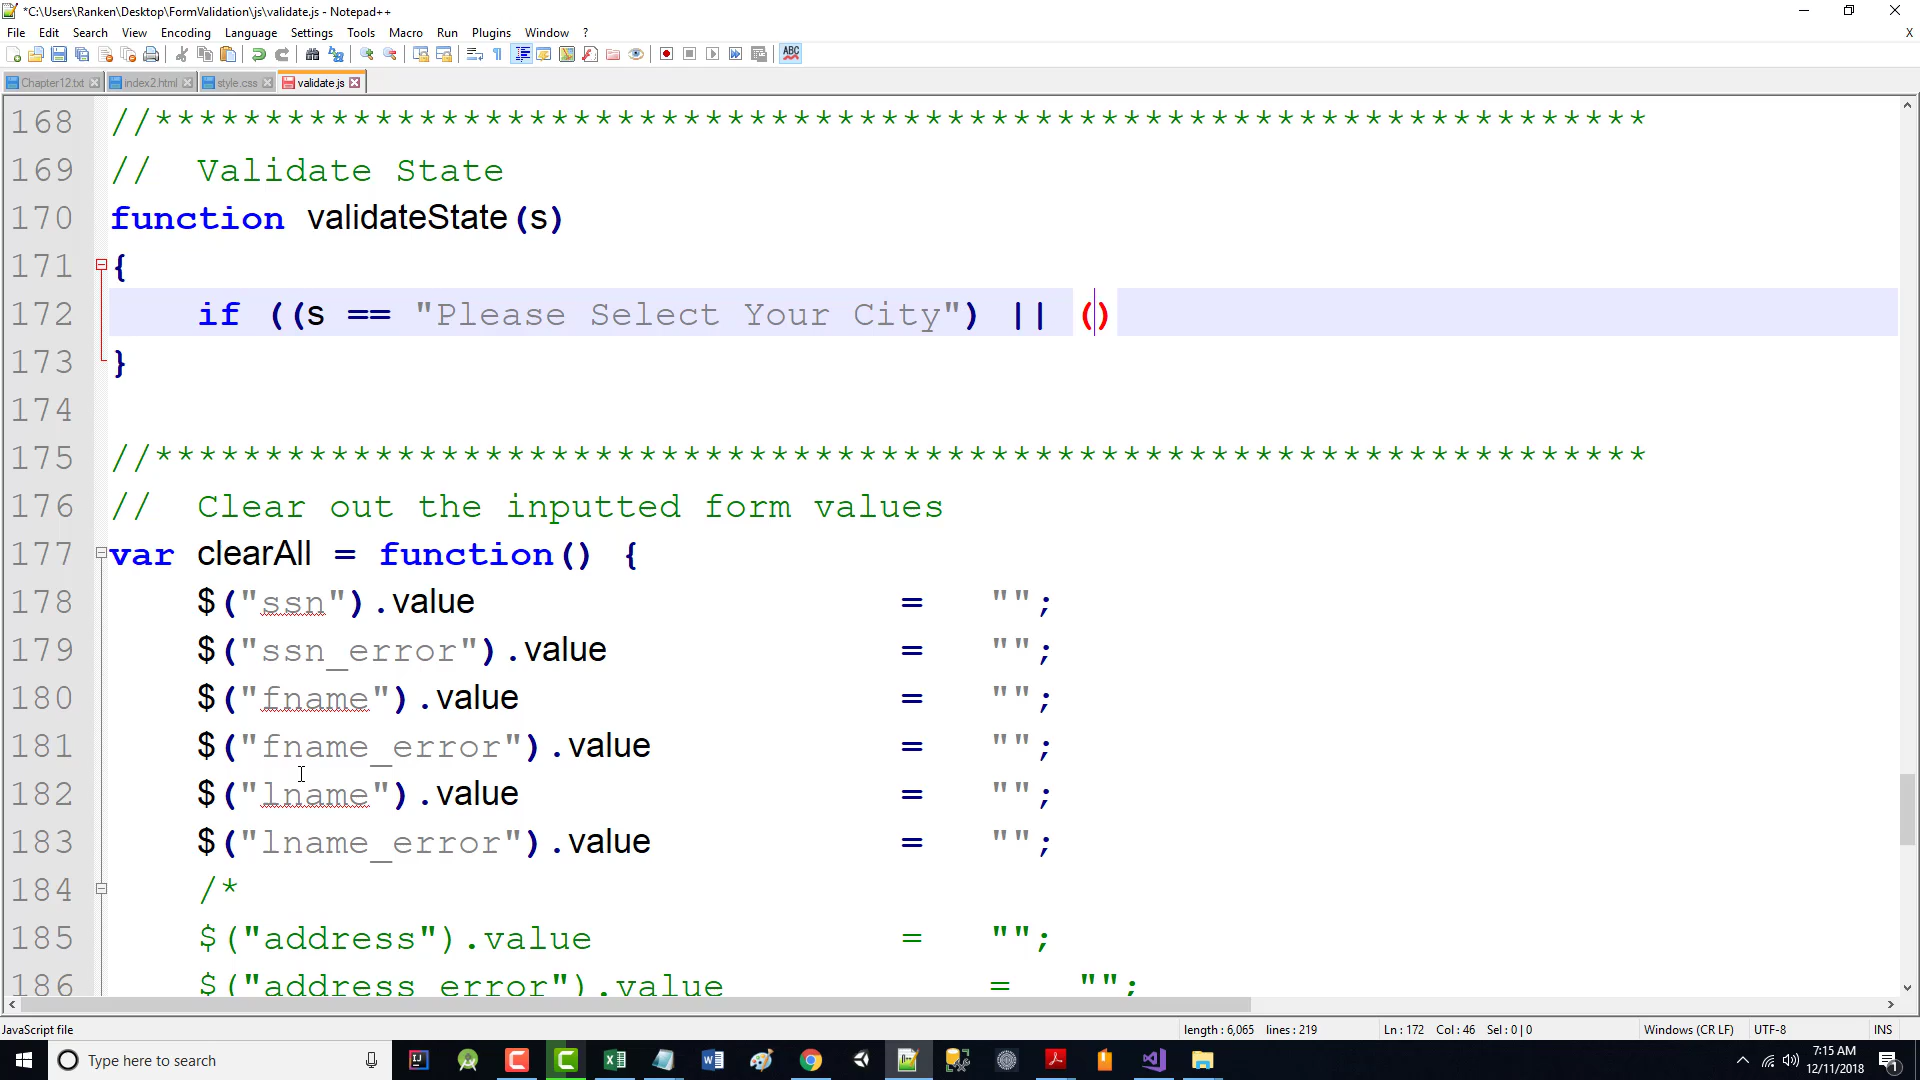 *C:\Users\Ranken\Desktop\FormValidation\js\validate.js - Notepad++
File Edit Search View Encoding Language Settings Tools Macro Run Plugins Window ? X
Chapter12.txt index2.html style.css validate.js
168 //********************************************************************
169 // Validate State
170 function validateState(s)
171 {
172 if ((s == "Please Select Your City") || ()
173 }
174
175 //********************************************************************
176 // Clear out the inputted form values
177 var clearAll = function() {
178 $("ssn").value = "";
179 $("ssn_error").value = "";
180 $("fname").value = "";
181 $("fname_error").value = "";
182 $("lname").value = "";
183 $("lname_error").value = "";
184 /*
185 $("address").value = "";
186 $("address_error").value = "";
JavaScript file length : 6,065 lines : 219 Ln : 172 Col : 46 Sel : 0 | 0 Windows (CR LF) UTF-8 INS
Type here to search
7:15 AM
12/11/2018